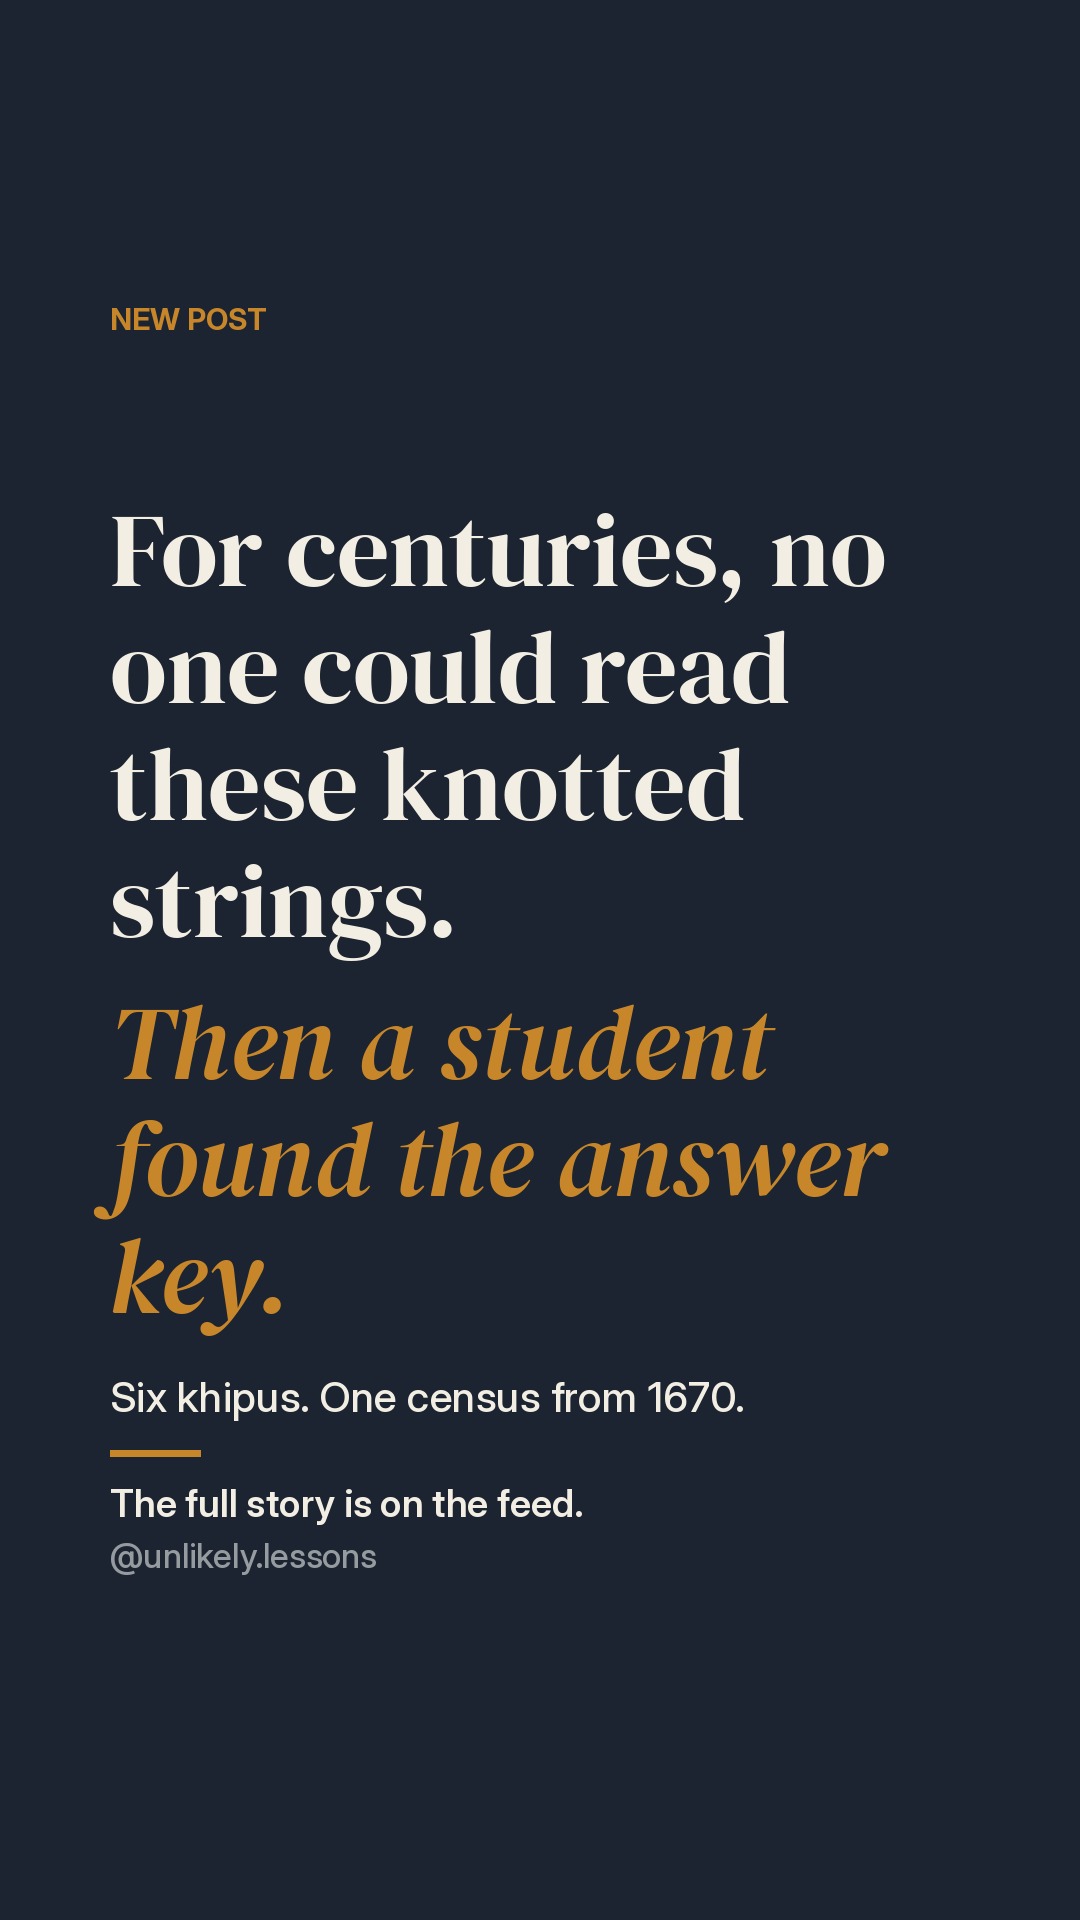 NEW POST
For centuries, no
one could read
these knotted
strings.
Then a student
found the answer
key.
Six khipus. One census from 1670.
The full story is on the feed.
@unlikely.lessons